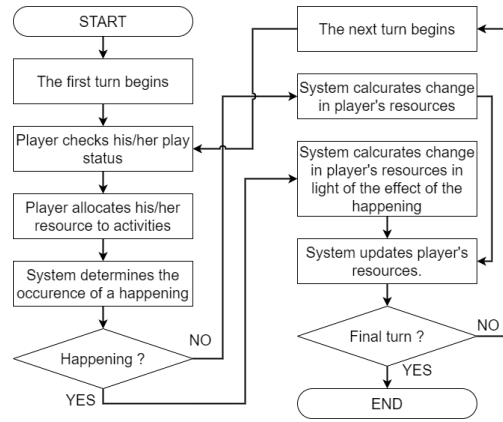 START
The first turn begins
Player checks his/her play
status
Player allocates his/her
resource to activities
System determines the
occurence of a happening
Happening ?
NO
YES
The next turn begins
System calcurates change
in player's resources
System calcurates change
in player's resources in
light of the effect of the
happening
System updates player's
resources.
Final turn ?
NO
YES
END